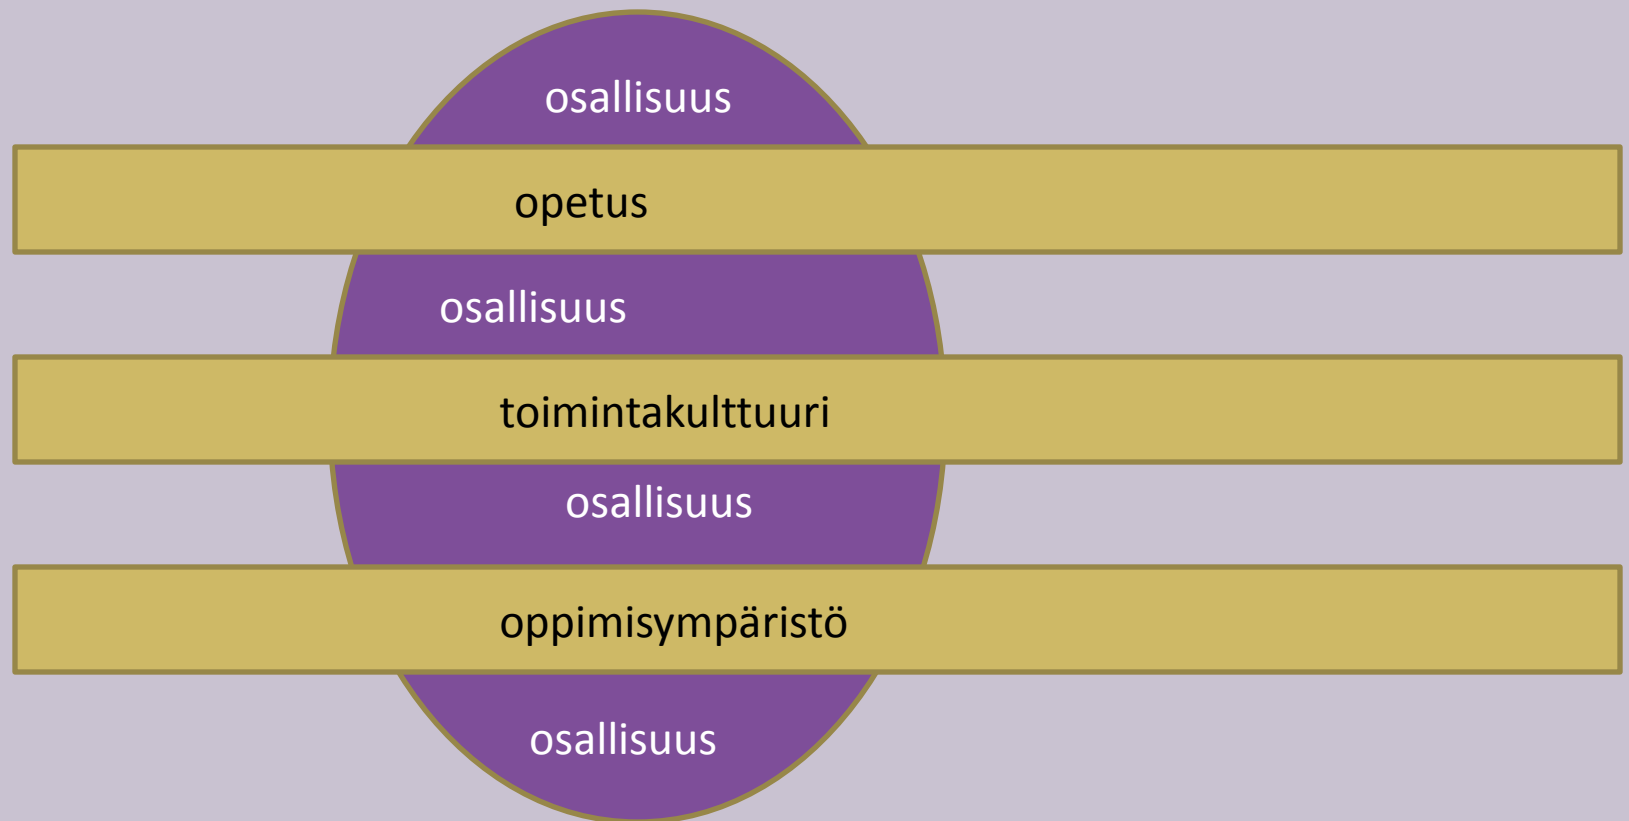 osallisuus
opetus
osallisuus
toimintakulttuuri
osallisuus
oppimisympäristö
osallisuus